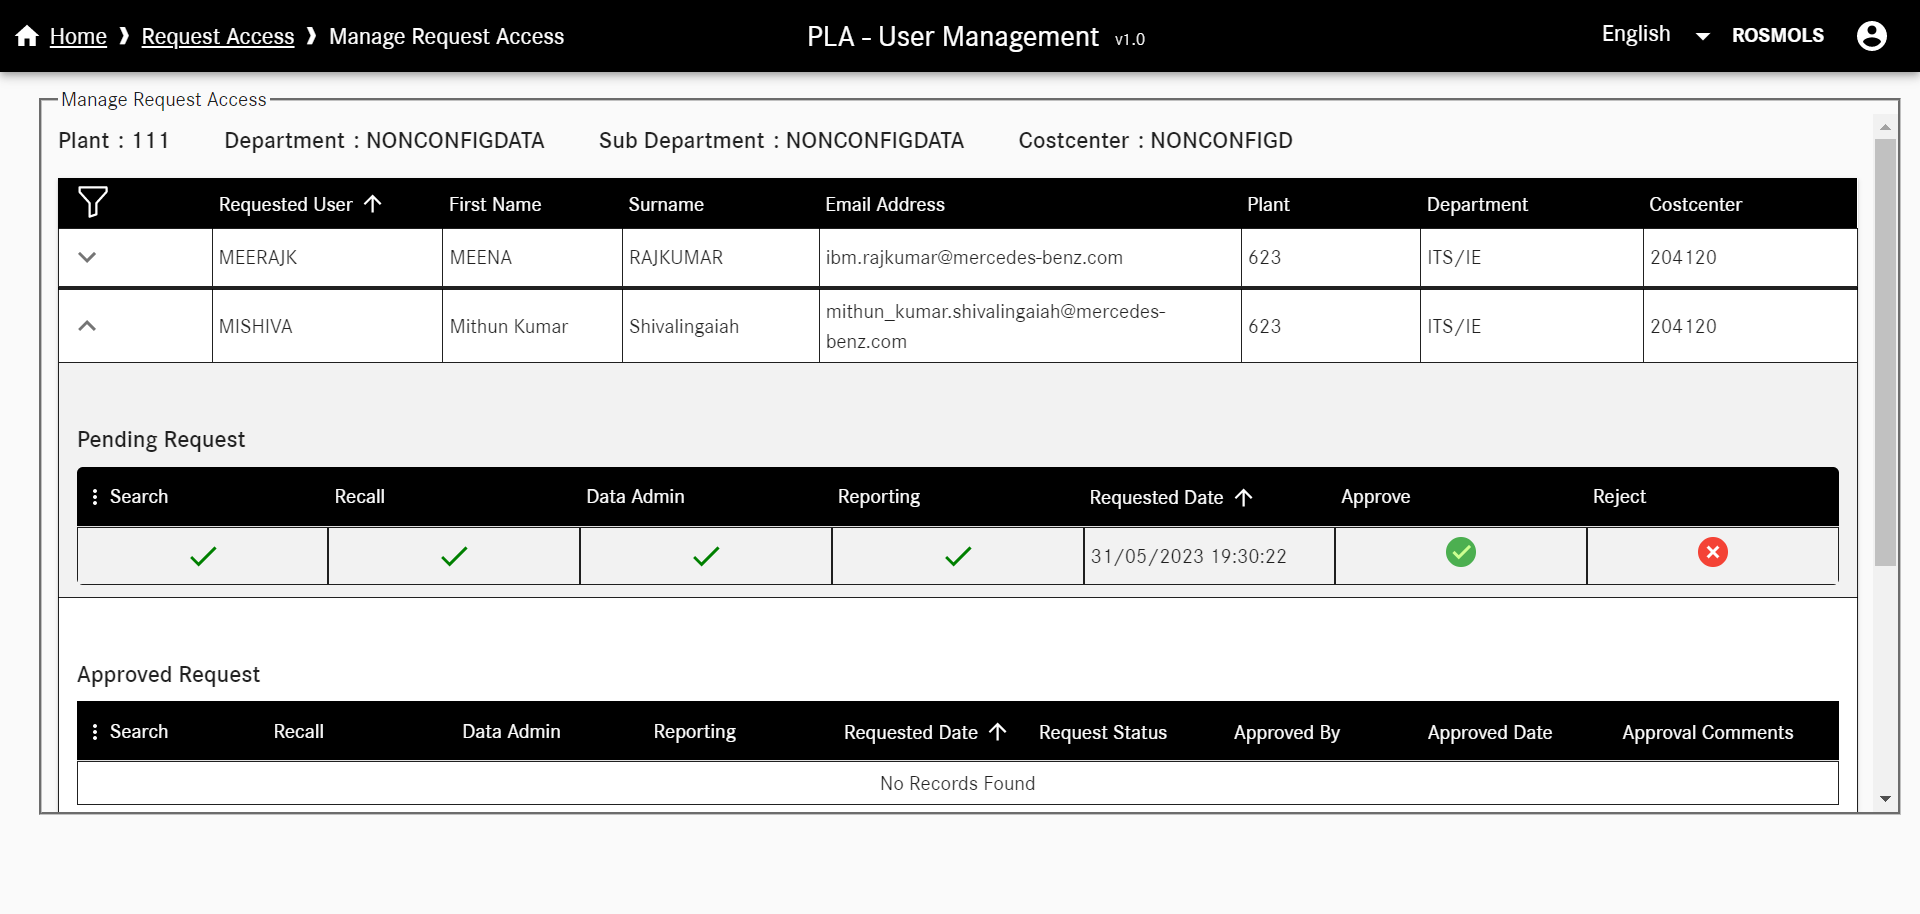 Home ❱ Request Access ❱ Manage Request Access
PLA - User Management v1.0
English
ROSMOLS
Manage Request Access
Plant : 111 Department : NONCONFIGDATA Sub Department : NONCONFIGDATA Costcenter : NONCONFIGD
Requested User First Name Surname Email Address Plant Department Costcenter
MEERAJK MEENA RAJKUMAR ibm.rajkumar@mercedes-benz.com 623 ITS/IE 204120
MISHIVA Mithun Kumar Shivalingaiah mithun_kumar.shivalingaiah@mercedes-
benz.com 623 ITS/IE 204120
Pending Request
Search Recall Data Admin Reporting Requested Date Approve Reject
31/05/2023 19:30:22
Approved Request
Search Recall Data Admin Reporting Requested Date Request Status Approved By Approved Date Approval Comments
No Records Found